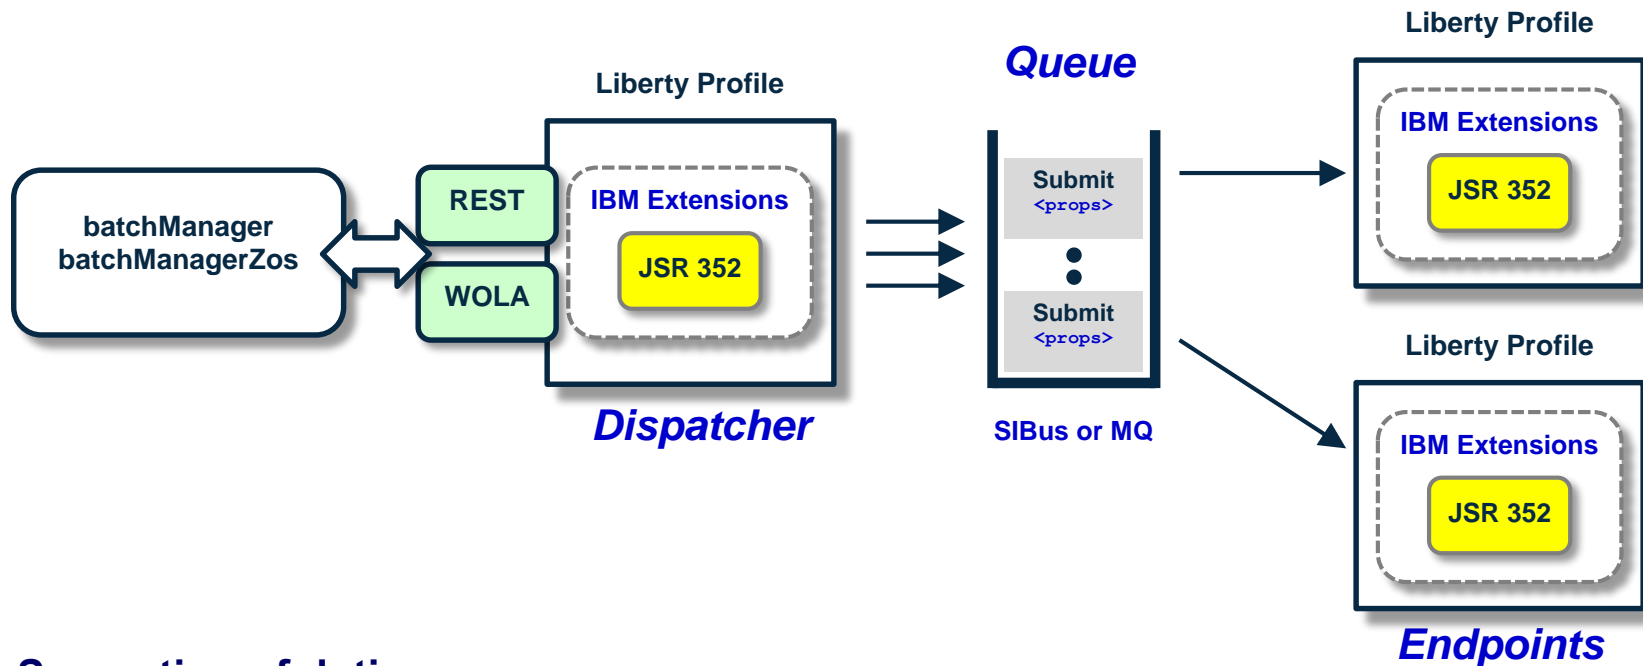 batchManager
batchManagerZos
REST
WOLA
Liberty Profile
IBM Extensions
JSR 352
Dispatcher
Queue
Submit
<props>
Submit
<props>
SIBus or MQ
Liberty Profile
IBM Extensions
JSR 352
Liberty Profile
IBM Extensions
JSR 352
Endpoints